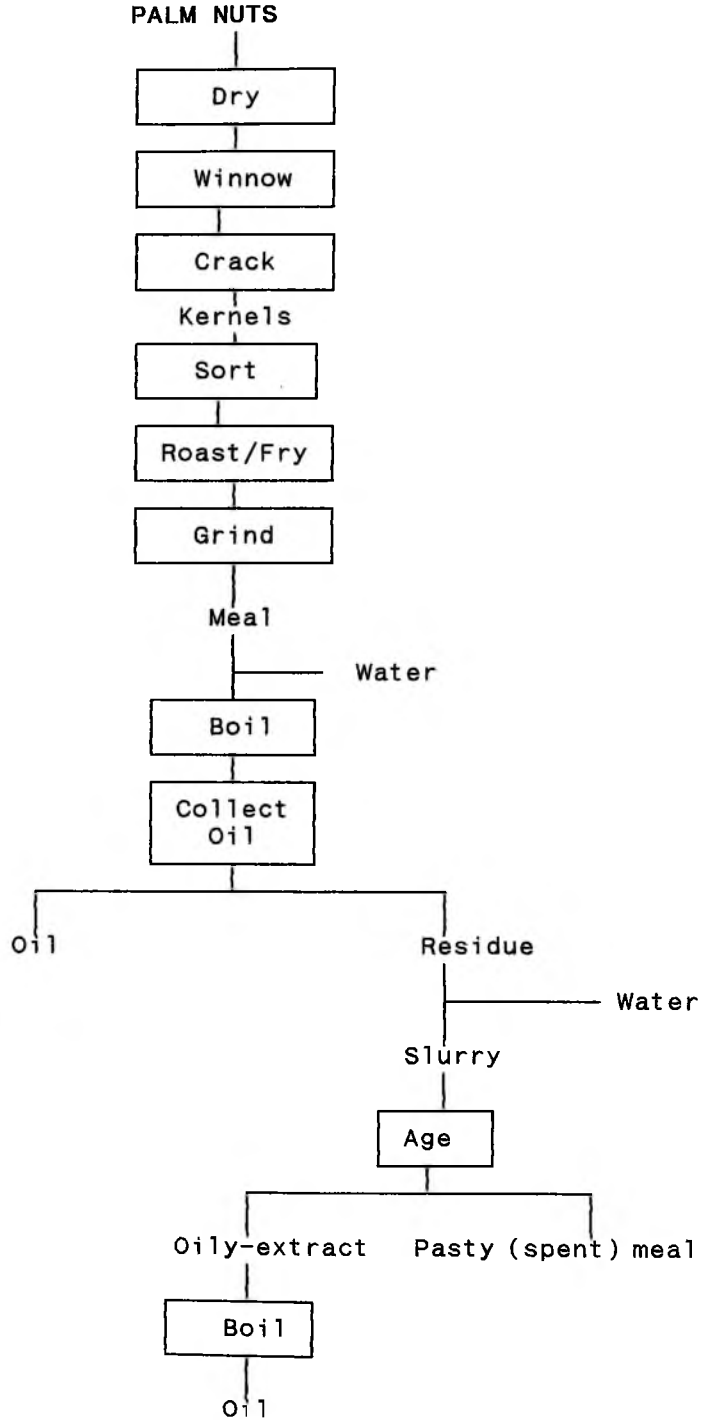 PALM NUTS
Dry
Winnow
Crack
Kernels
Sort
Roast/Fry
Grind
Meal
Water
Boil
Collect
Oil
Oil
Residue
Water
Slurry
Age
Oily-extract
Pasty (spent) meal
Boil
Oil